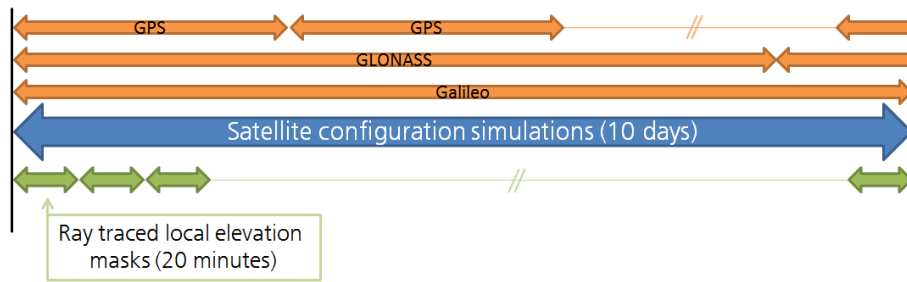 GPS GPS
GLONASS
Galileo
Satellite configuration simulations (10 days)
Ray traced local elevation
masks (20 minutes)